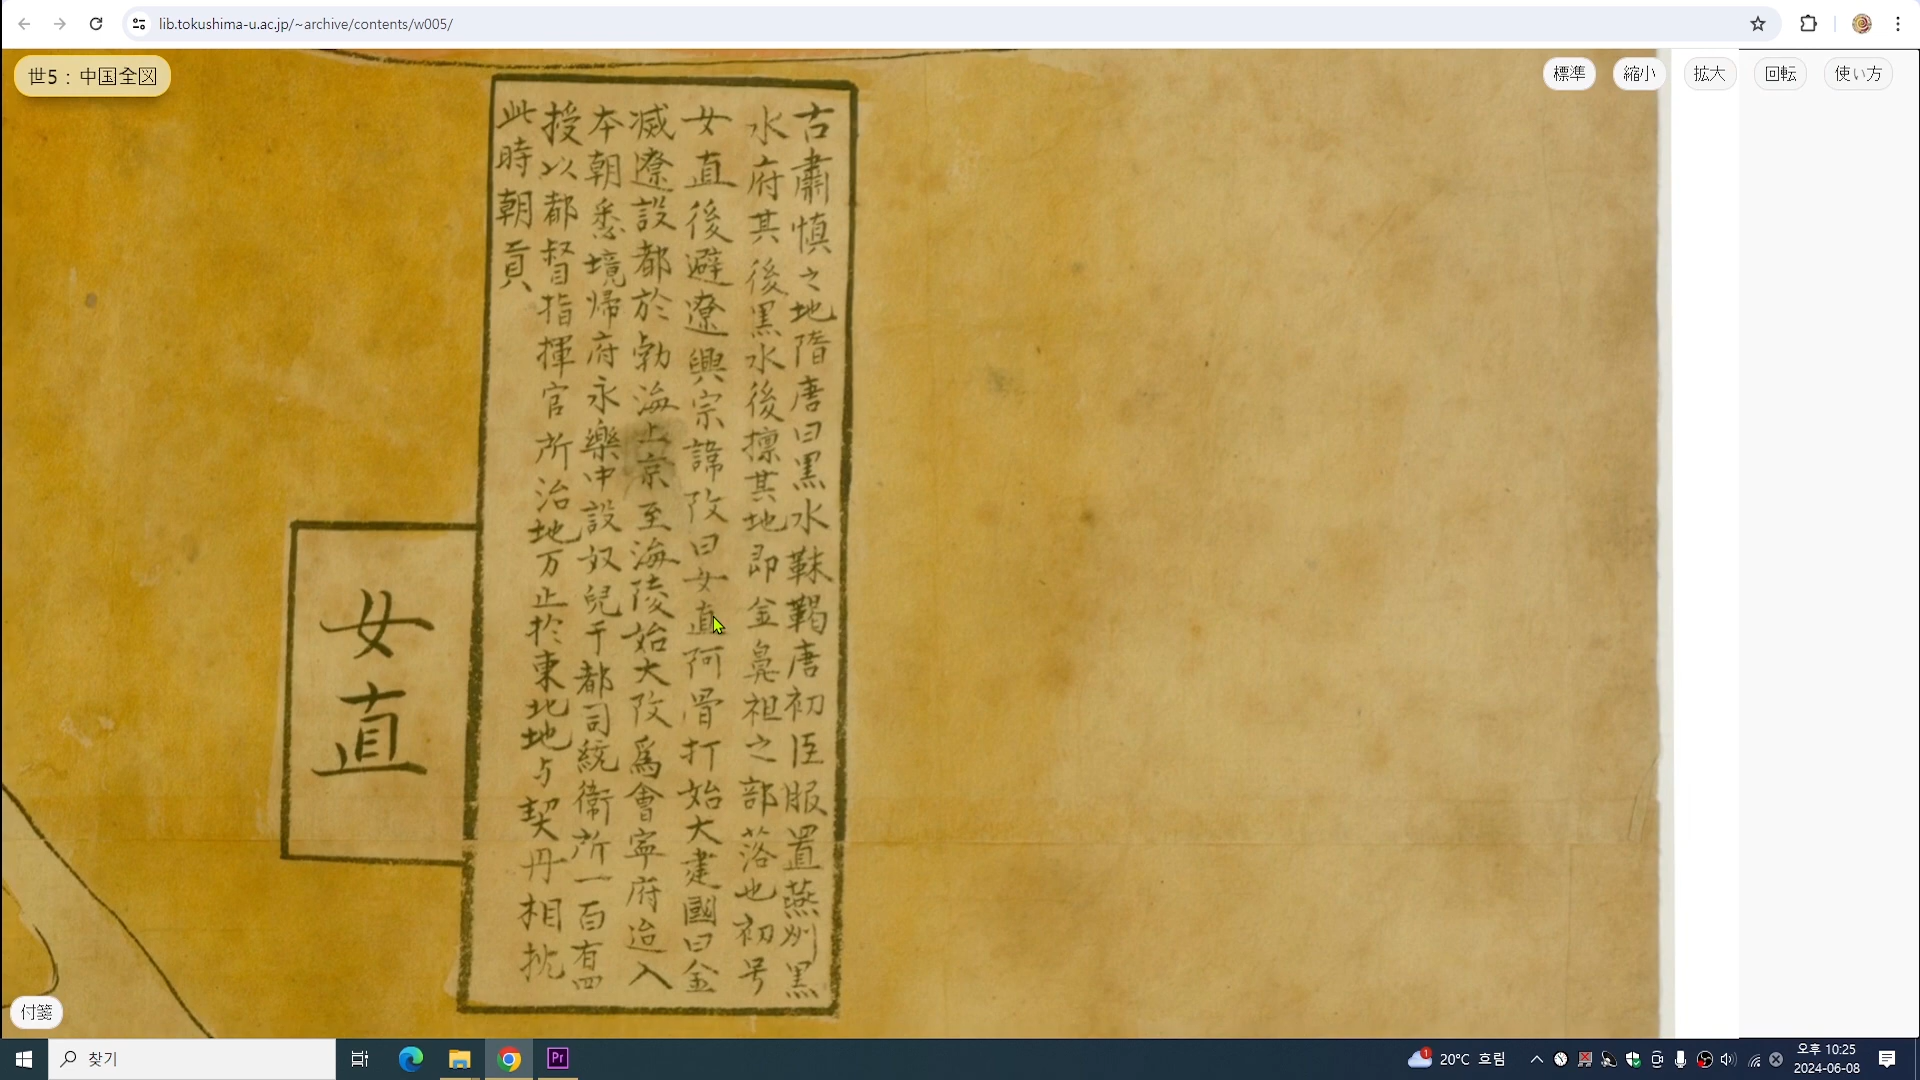 lib.tokushima-u.ac.jp/~archive/contents/w005/
世5：中国全図
標準 縮小 拡大 回転 使い方
古肅慎之地隋唐曰黒水靺鞨唐初臣服置燕州黒
水府其後黒水後擅其地即金鼻祖之部落也初号
女直後避遼興宗諱改曰女直阿骨打始大建國曰金
滅遼設都於勃海上京至海陵始大改爲會寧府迨入
本朝悉境帰府永樂中設奴兒干都司統衛所一百有四
授以都督指揮官所治地万止於東北地与契丹相
此時朝貢
女直
付箋
찾기
Pr
1
20°C 흐림
오후 10:25
2024-06-08